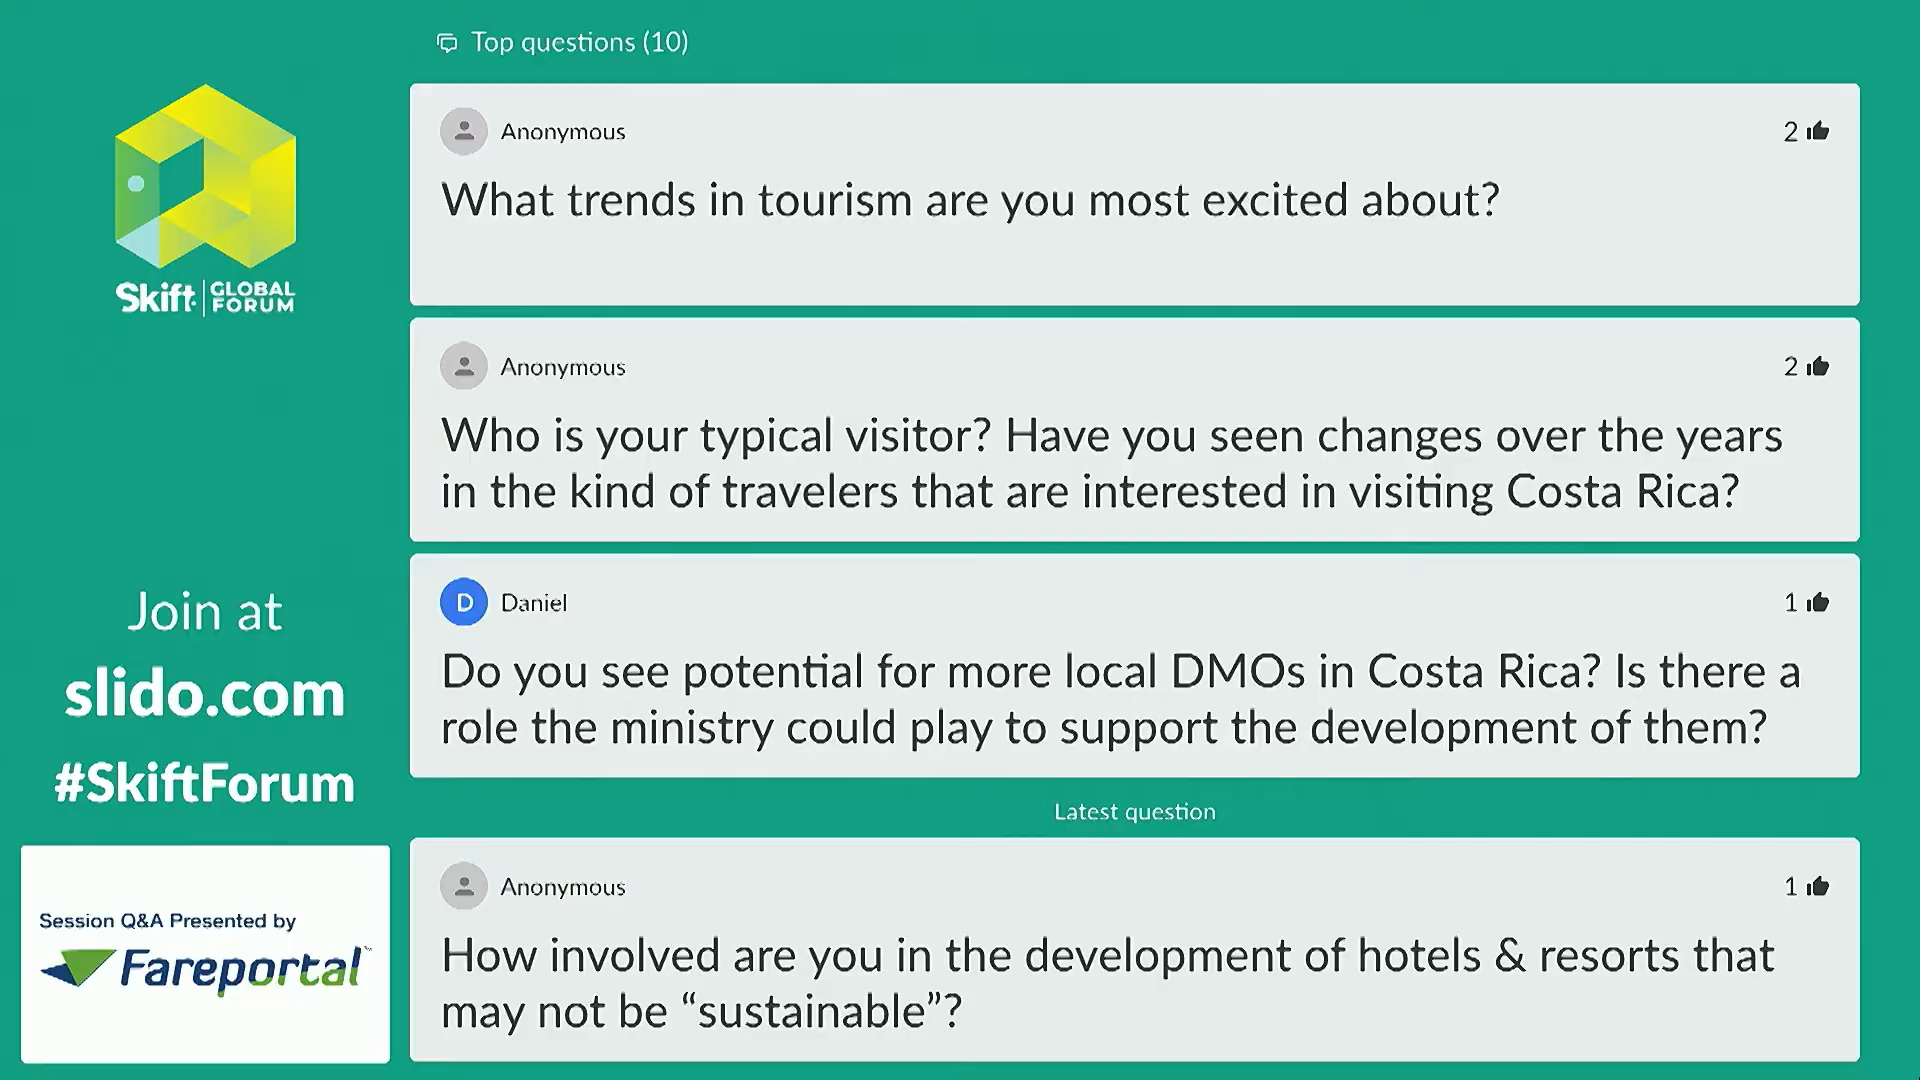 Top questions (10)
Anonymous
2
What trends in tourism are you most excited about?
Anonymous
2
Who is your typical visitor? Have you seen changes over the years
in the kind of travelers that are interested in visiting Costa Rica?
D
Daniel
1
Do you see potential for more local DMOs in Costa Rica? Is there a
role the ministry could play to support the development of them?
Latest question
Anonymous
1
How involved are you in the development of hotels & resorts that
may not be “sustainable”?
Skift
GLOBAL
FORUM
Join at
slido.com
#SkiftForum
Session Q&A Presented by
Fareportal™